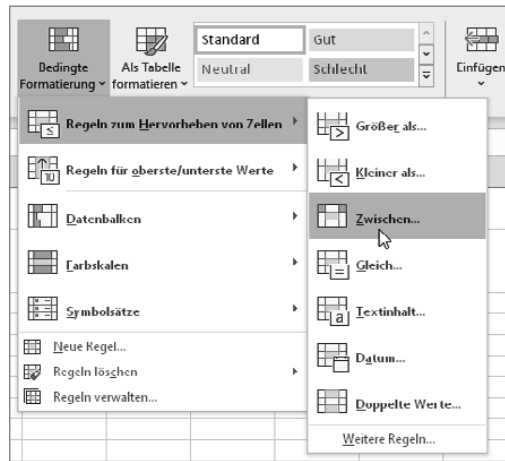 Standard
Gut
Bedingte
Formatierung
Als Tabelle
formatieren
Neutral
Schlecht
Einfügen
Regeln zum Hervorheben von Zellen
Regeln für oberste/unterste Werte
Datenbalken
Farbskalen
Symbolsätze
Neue Regel...
Regeln löschen
Regeln verwalten...
Größer als...
Kleiner als...
Zwischen...
Gleich...
Textinhalt...
Datum...
Doppelte Werte...
Weitere Regeln...